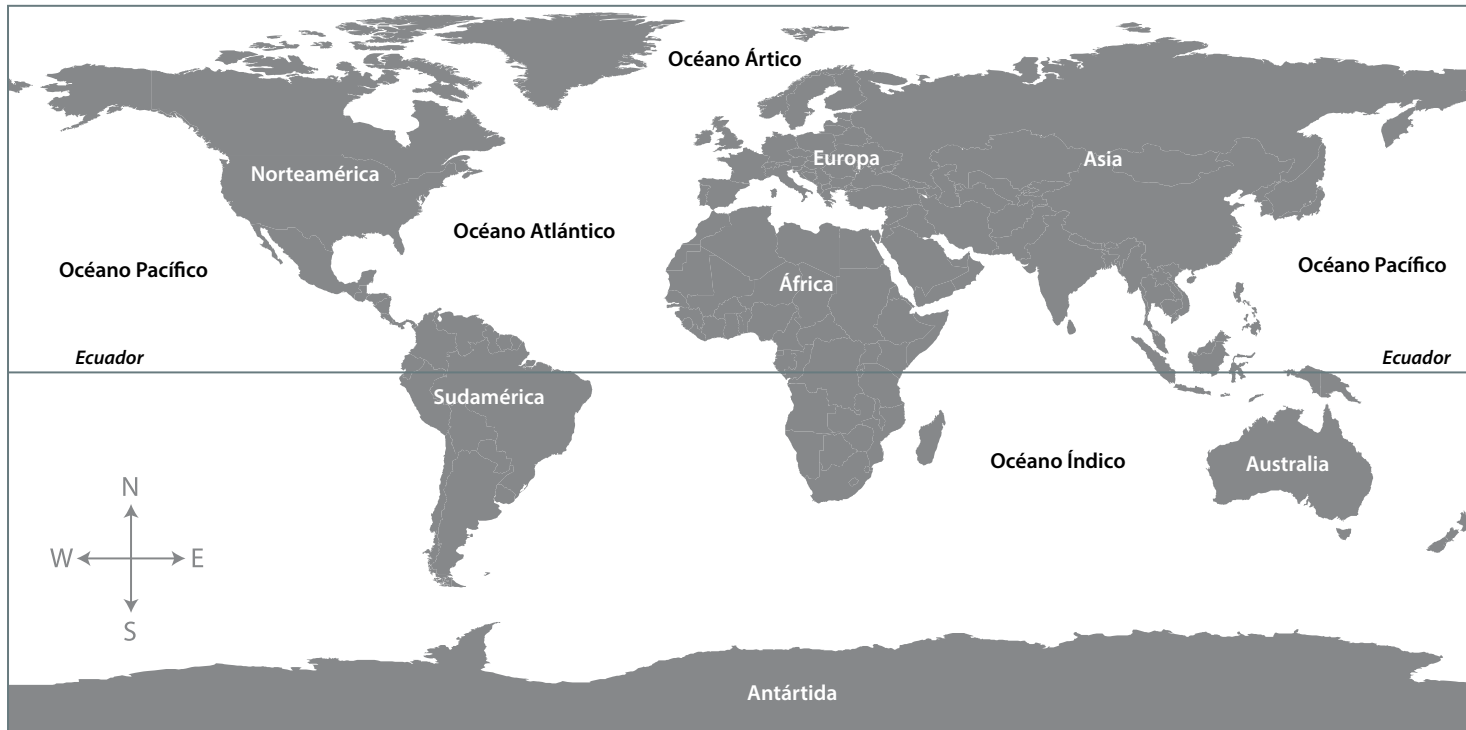 Océano Ártico
Europa
Asia
Norteamérica
Océano Atlántico
Océano Pacífico
Océano Pacífico
África
Ecuador
Ecuador
Sudamérica
Océano Índico
Australia
N
W E
S
Antártida